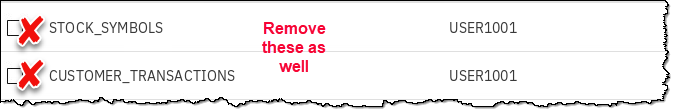 STOCK_SYMBOLS USER1001
Remove
these as
well
CUSTOMER_TRANSACTIONS USER1001